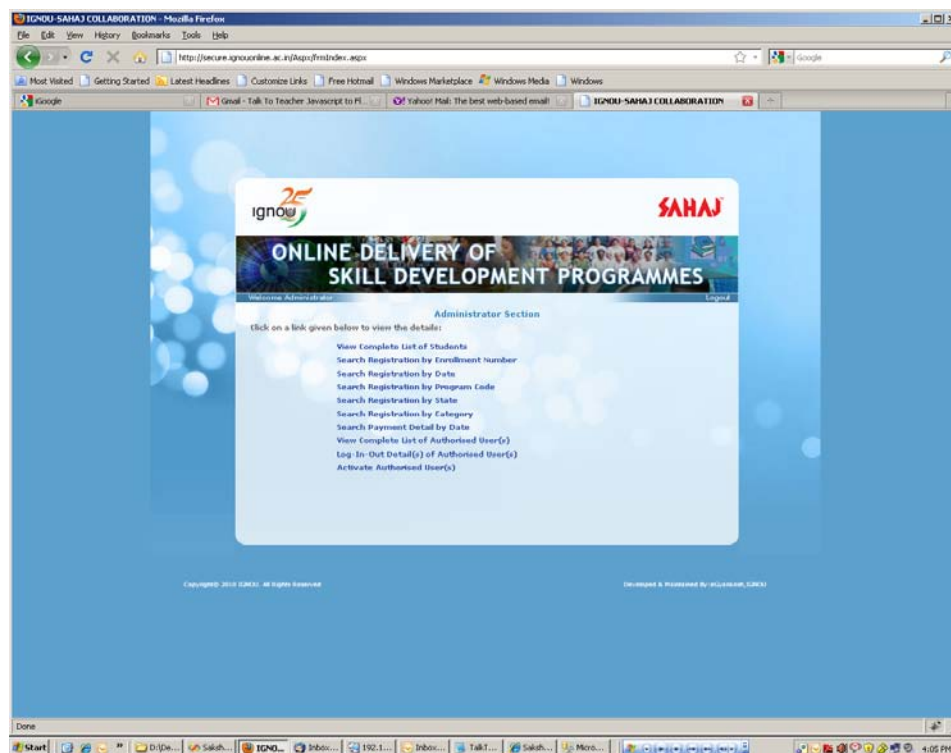 IGNOU-SAHAJ COLLABORATION - Mozilla Firefox
File Edit View History Bookmarks Tools Help
http://secure.ignouonline.ac.in/Aspx/frmIndex.aspx
Google
Most Visited Getting Started Latest Headlines Customize Links Free Hotmail Windows Marketplace Windows Media Windows
Google
Gmail - Talk To Teacher Javascript to Fl...
Yahoo! Mail: The best web-based email!
IGNOU-SAHAJ COLLABORATION
25
ignou
SAHAJ
ONLINE DELIVERY OF
SKILL DEVELOPMENT PROGRAMMES
Welcome Administrator Logout
Administrator Section
Click on a link given below to view the details:
View Complete List of Students
Search Registration by Enrollment Number
Search Registration by Date
Search Registration by Program Code
Search Registration by State
Search Registration by Category
Search Payment Detail by Date
View Complete List of Authorised User(s)
Log-In-Out Detail(s) of Authorised User(s)
Activate Authorised User(s)
Copyright© 2010 IGNOU. All Rights Reserved
Developed & Maintained By IGNOU
Done
Start D:\De... Saksh... IGNO... Inbox... 192.1... Inbox... TalkT... Saksh... Micro... 4:05 PM